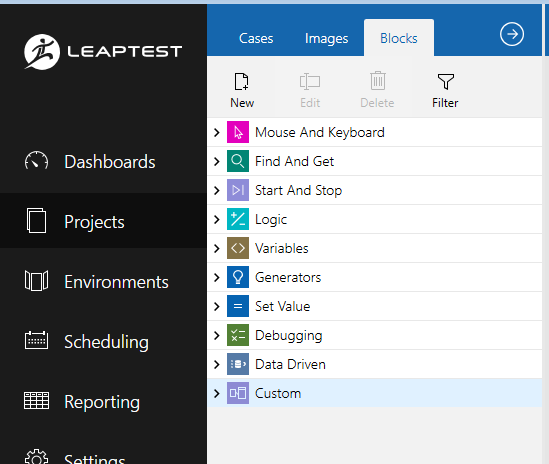 LEAPTEST
Dashboards
Projects
Environments
Scheduling
Reporting
Settings
Cases Images Blocks
New Edit Delete Filter
Mouse And Keyboard
Find And Get
Start And Stop
Logic
Variables
Generators
Set Value
Debugging
Data Driven
Custom